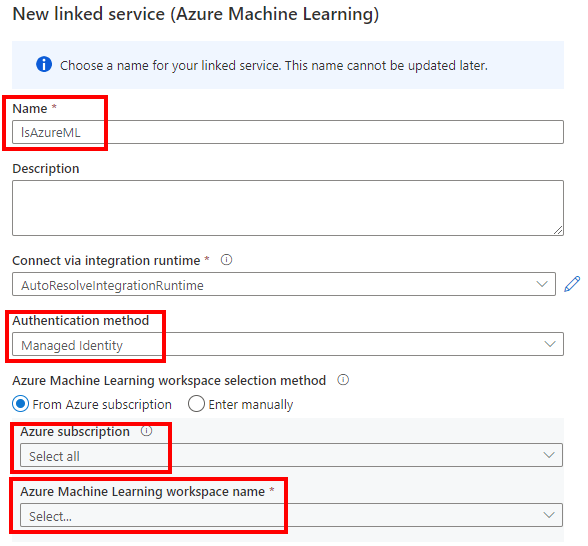 New linked service (Azure Machine Learning)
Choose a name for your linked service. This name cannot be updated later.
Name *
lsAzureML
Description
Connect via integration runtime *
AutoResolveIntegrationRuntime
Authentication method
Managed Identity
Azure Machine Learning workspace selection method
From Azure subscription Enter manually
Azure subscription
Select all
Azure Machine Learning workspace name *
Select...